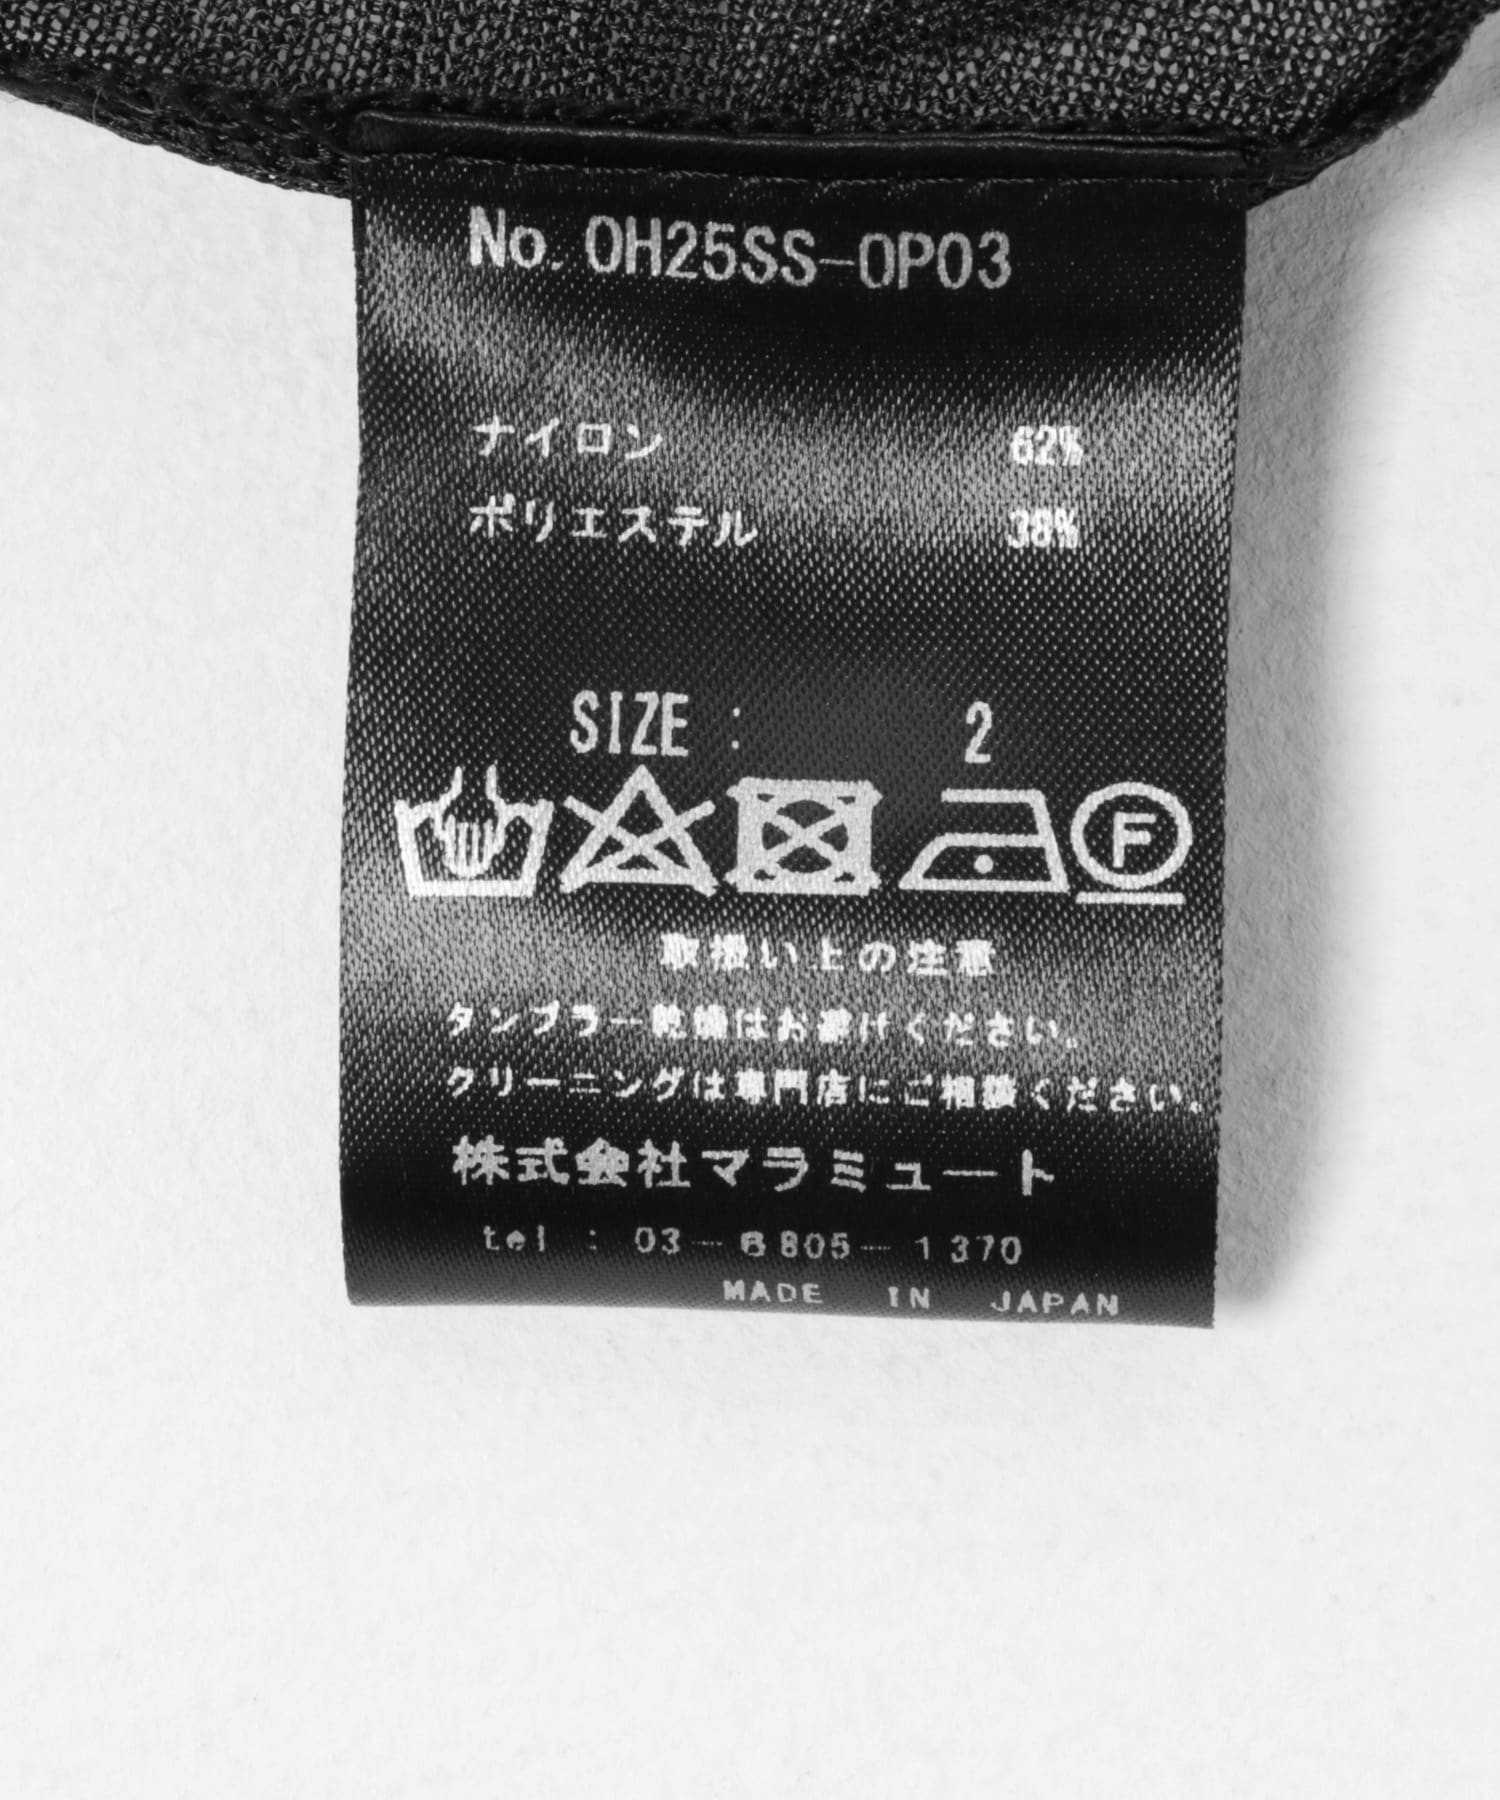 No. OH25SS-OP03
ナイロン 62%
ポリエステル 38%
SIZE : 2
F
取扱い上の注意
タンブラー乾燥はお避けください。
クリーニングは専門店にご相談ください。
株式会社マラミュート
tel : 03-6805-1370
MADE IN JAPAN